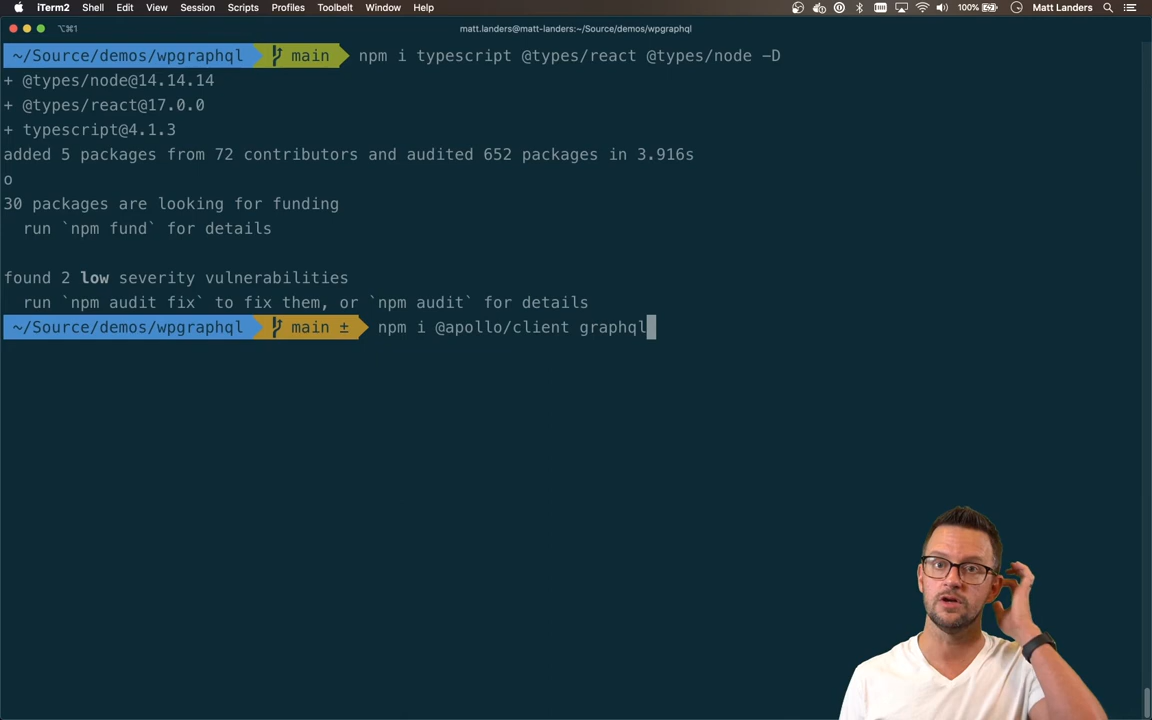 iTerm2 Shell Edit View Session Scripts Profiles Toolbelt Window Help 100% Matt Landers
⌥⌘1 matt.landers@matt-landers:~/Source/demos/wpgraphql
~/Source/demos/wpgraphql main npm i typescript @types/react @types/node -D
+ @types/node@14.14.14
+ @types/react@17.0.0
+ typescript@4.1.3
added 5 packages from 72 contributors and audited 652 packages in 3.916s
o
30 packages are looking for funding
run `npm fund` for details
found 2 low severity vulnerabilities
run `npm audit fix` to fix them, or `npm audit` for details
~/Source/demos/wpgraphql main ± npm i @apollo/client graphql